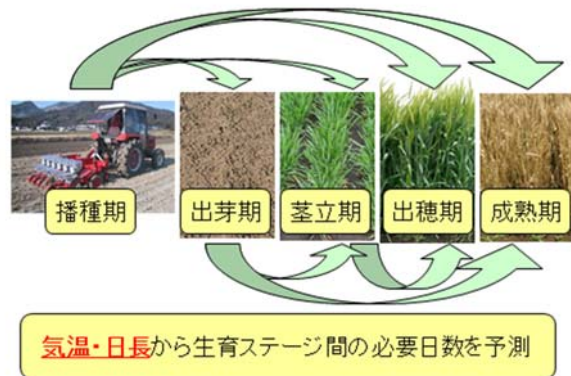 播種期
出芽期
茎立期
出穂期
成熟期
気温・日長から生育ステージ間の必要日数を予測